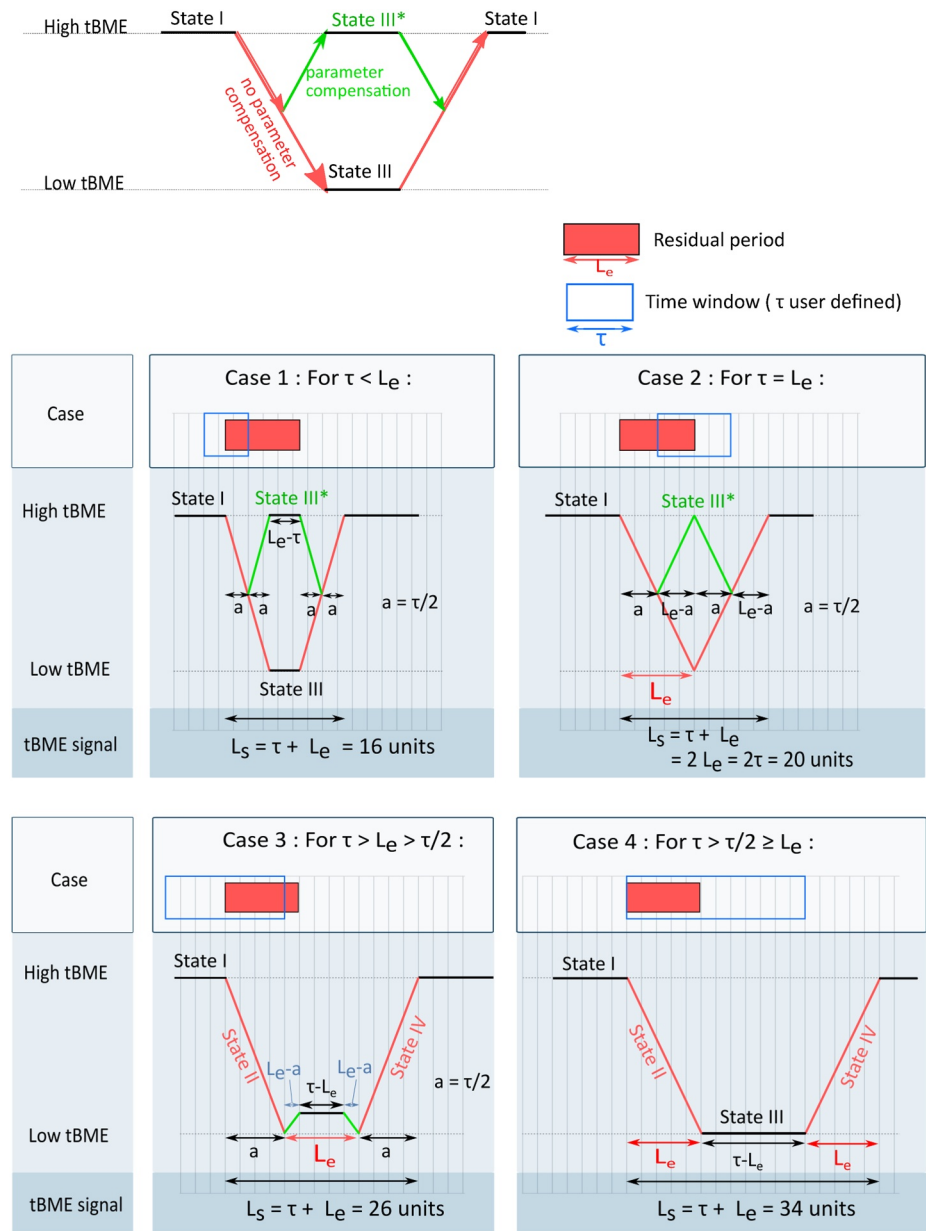 State I
State III*
State I
High tBME
parameter
compensation
no parameter
compensation
State III
Low tBME
Residual period
Le
Time window ( τ user defined)
τ
Case
Case 1 : For τ < Le :
Case 2 : For τ = Le :
High tBME
State I
State III*
Le-τ
a
a
a
a
a = τ/2
State III
State I
State III*
a
Le-a
a
Le-a
a = τ/2
Le
Low tBME
tBME signal
Ls = τ + Le = 16 units
Ls = τ + Le
= 2 Le = 2τ = 20 units
Case
Case 3 : For τ > Le > τ/2 :
Case 4 : For τ > τ/2 ≥ Le :
High tBME
State I
State II
Le-a
τ-Le
Le-a
State IV
a = τ/2
a
Le
a
State I
State II
State III
State IV
Le
τ-Le
Le
Low tBME
tBME signal
Ls = τ + Le = 26 units
Ls = τ + Le = 34 units